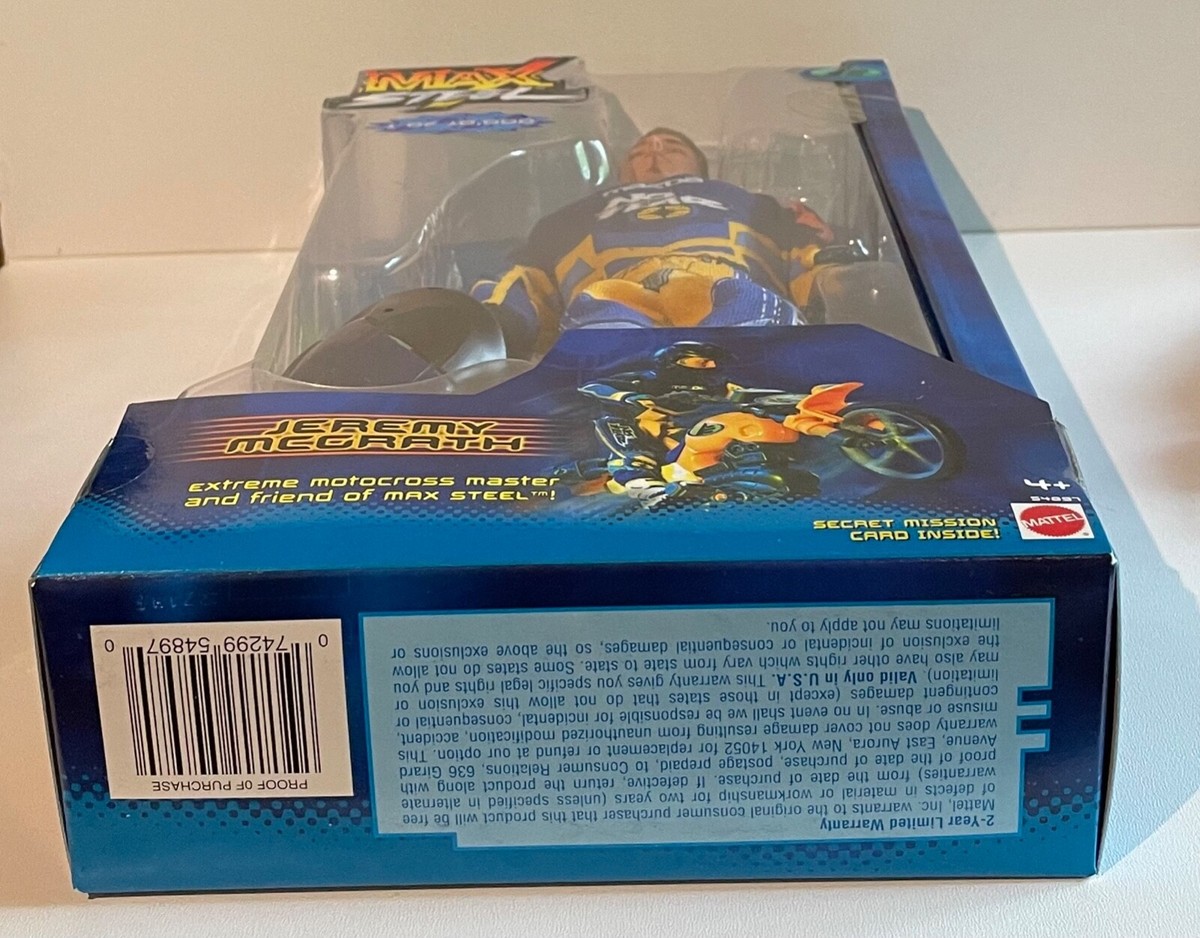 MAX
STEEL
NO
FEAR
JEREMY
MCGRATH
Extreme motocross master
and friend of MAX STEEL™!
SECRET MISSION
CARD INSIDE!
4+
54897
MATTEL
2-Year Limited Warranty
Mattel, Inc. warrants to the original consumer purchaser that this product will be free
of defects in material or workmanship for two years (unless specified in alternate
warranties) from the date of purchase. If defective, return the product along with
proof of the date of purchase, postage prepaid, to Consumer Relations, 636 Girard
Avenue, East Aurora, New York 14052 for replacement or refund at our option. This
warranty does not cover damage resulting from unauthorized modification, accident,
misuse or abuse. In no event shall we be responsible for incidental, consequential or
contingent damages (except in those states that do not allow this exclusion or
limitation). Valid only in U.S.A. This warranty gives you specific legal rights and you
may also have other rights which vary from state to state. Some states do not allow
the exclusion of incidental or consequential damages, so the above exclusions or
limitations may not apply to you.
PROOF OF PURCHASE
0 74299 54897 0